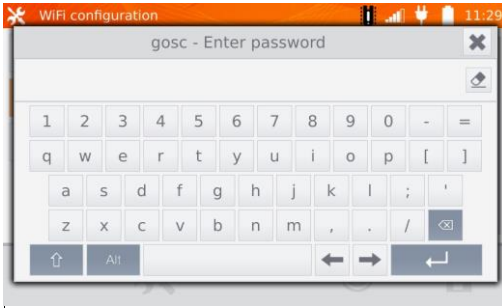 WiFi configuration 11:29
gosc - Enter password
1 2 3 4 5 6 7 8 9 0 - =
q w e r t y u i o p [ ]
a s d f g h j k l ; '
z x c v b n m , . /
Alt